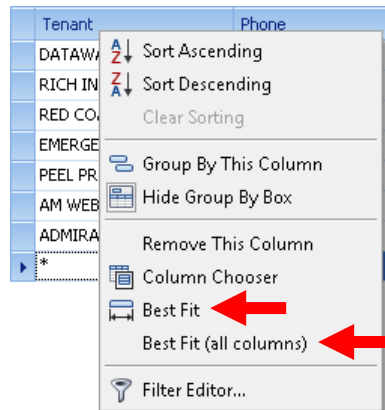 Tenant Phone
DATAWA
Sort Ascending
RICH IN
Sort Descending
RED CO
Clear Sorting
EMERGE
Group By This Column
PEEL PR
Hide Group By Box
AM WEB
ADMIRA
Remove This Column
*
Column Chooser
Best Fit
Best Fit (all columns)
Filter Editor...